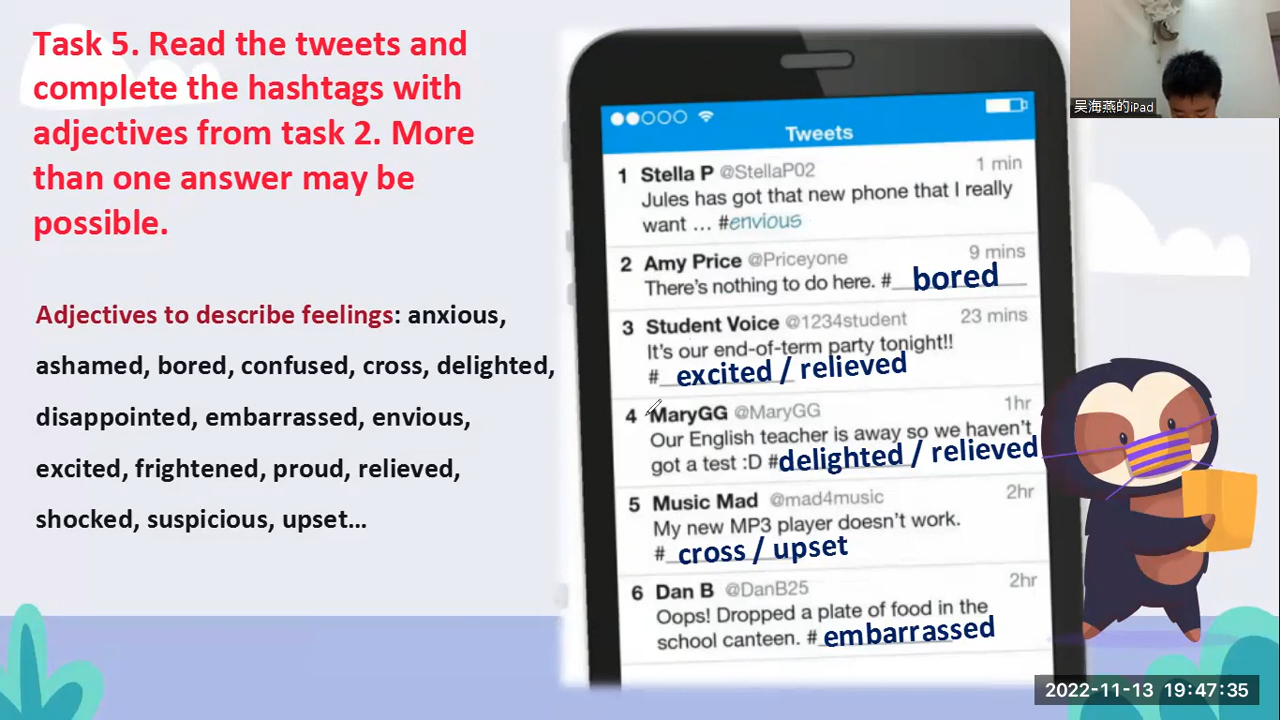 Task 5. Read the tweets and
complete the hashtags with
adjectives from task 2. More
than one answer may be
possible.
Adjectives to describe feelings: anxious,
ashamed, bored, confused, cross, delighted,
disappointed, embarrassed, envious,
excited, frightened, proud, relieved,
shocked, suspicious, upset...
Tweets
1 Stella P @StellaP02 1 min
Jules has got that new phone that I really
want ... #envious
2 Amy Price @Priceyone 9 mins
There's nothing to do here. # bored
3 Student Voice @1234student 23 mins
It's our end-of-term party tonight!!
# excited / relieved
4 MaryGG @MaryGG 1hr
Our English teacher is away so we haven't
got a test :D #delighted / relieved
5 Music Mad @mad4music 2hr
My new MP3 player doesn't work.
# cross / upset
6 Dan B @DanB25 2hr
Oops! Dropped a plate of food in the
school canteen. # embarrassed
吴海燕的iPad
2022-11-13 19:47:35